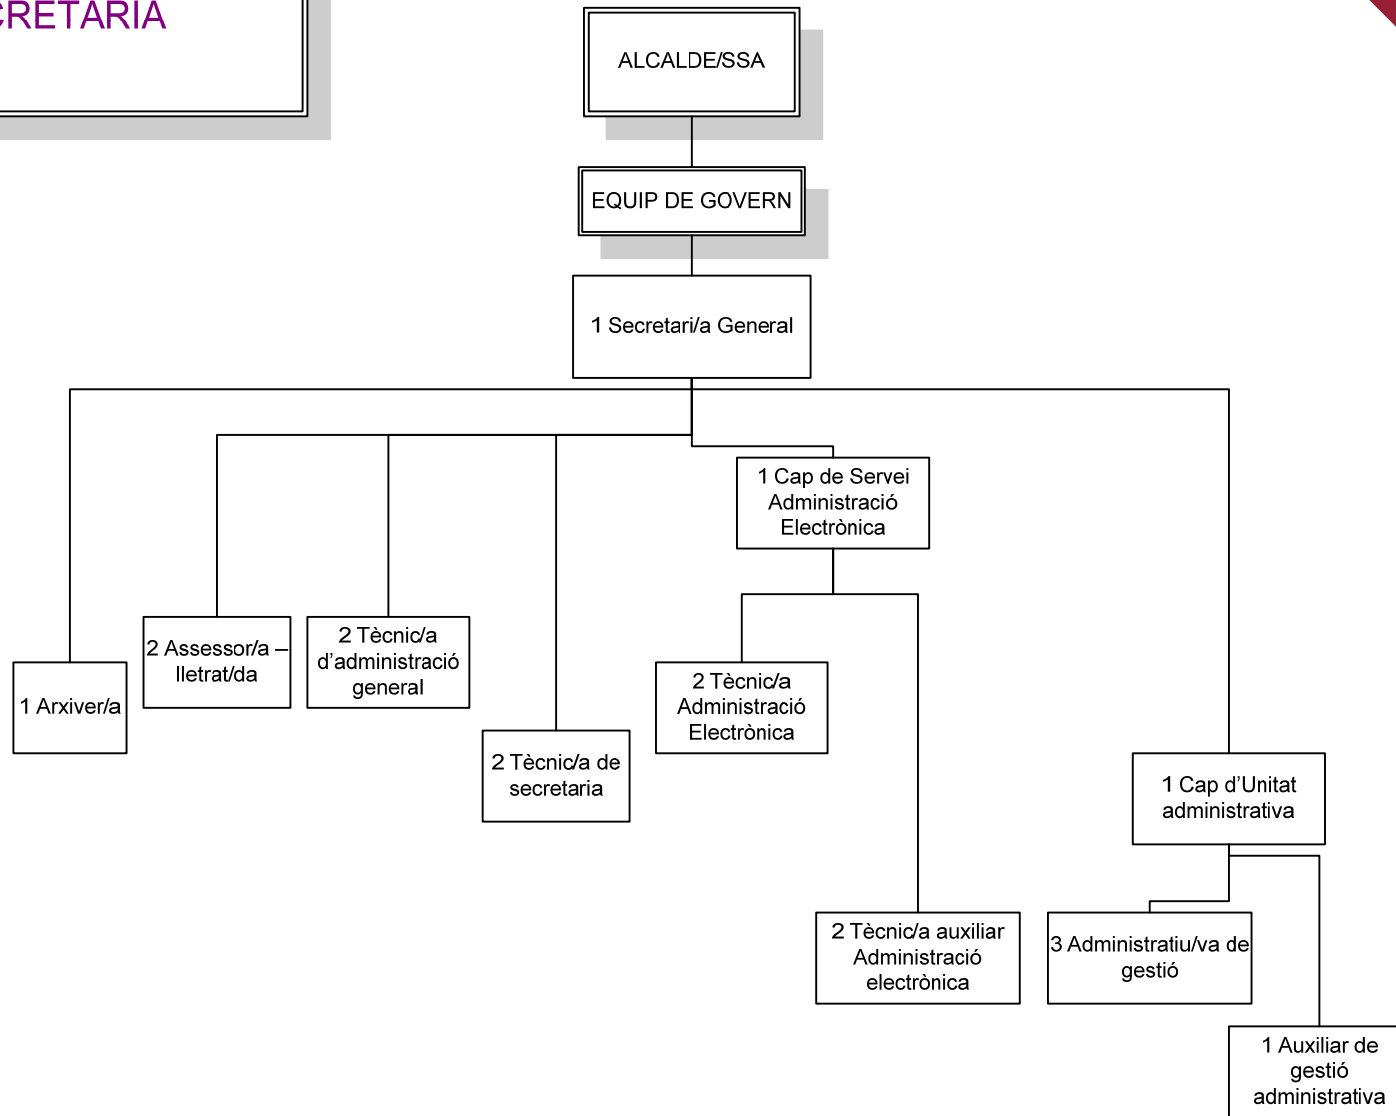 CRETARIA
ALCALDE/SSA
EQUIP DE GOVERN
1 Secretari/a General
1 Cap de Servei
Administració
Electrònica
2 Assessor/a –
lletrat/da
2 Tècnic/a
d’administració
general
1 Arxiver/a
2 Tècnic/a
Administració
Electrònica
2 Tècnic/a de
secretaria
1 Cap d’Unitat
administrativa
2 Tècnic/a auxiliar
Administració
electrònica
3 Administratiu/va de
gestió
1 Auxiliar de
gestió
administrativa